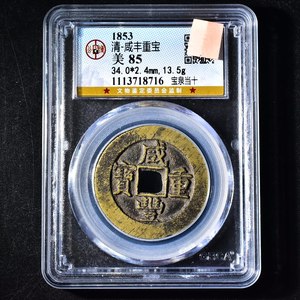 1853
清-咸丰重宝
美 85
34.0*2.4mm,13.5g
1113718716 宝泉当十
★文物鉴定委员会监制★
咸
寶 重
豐